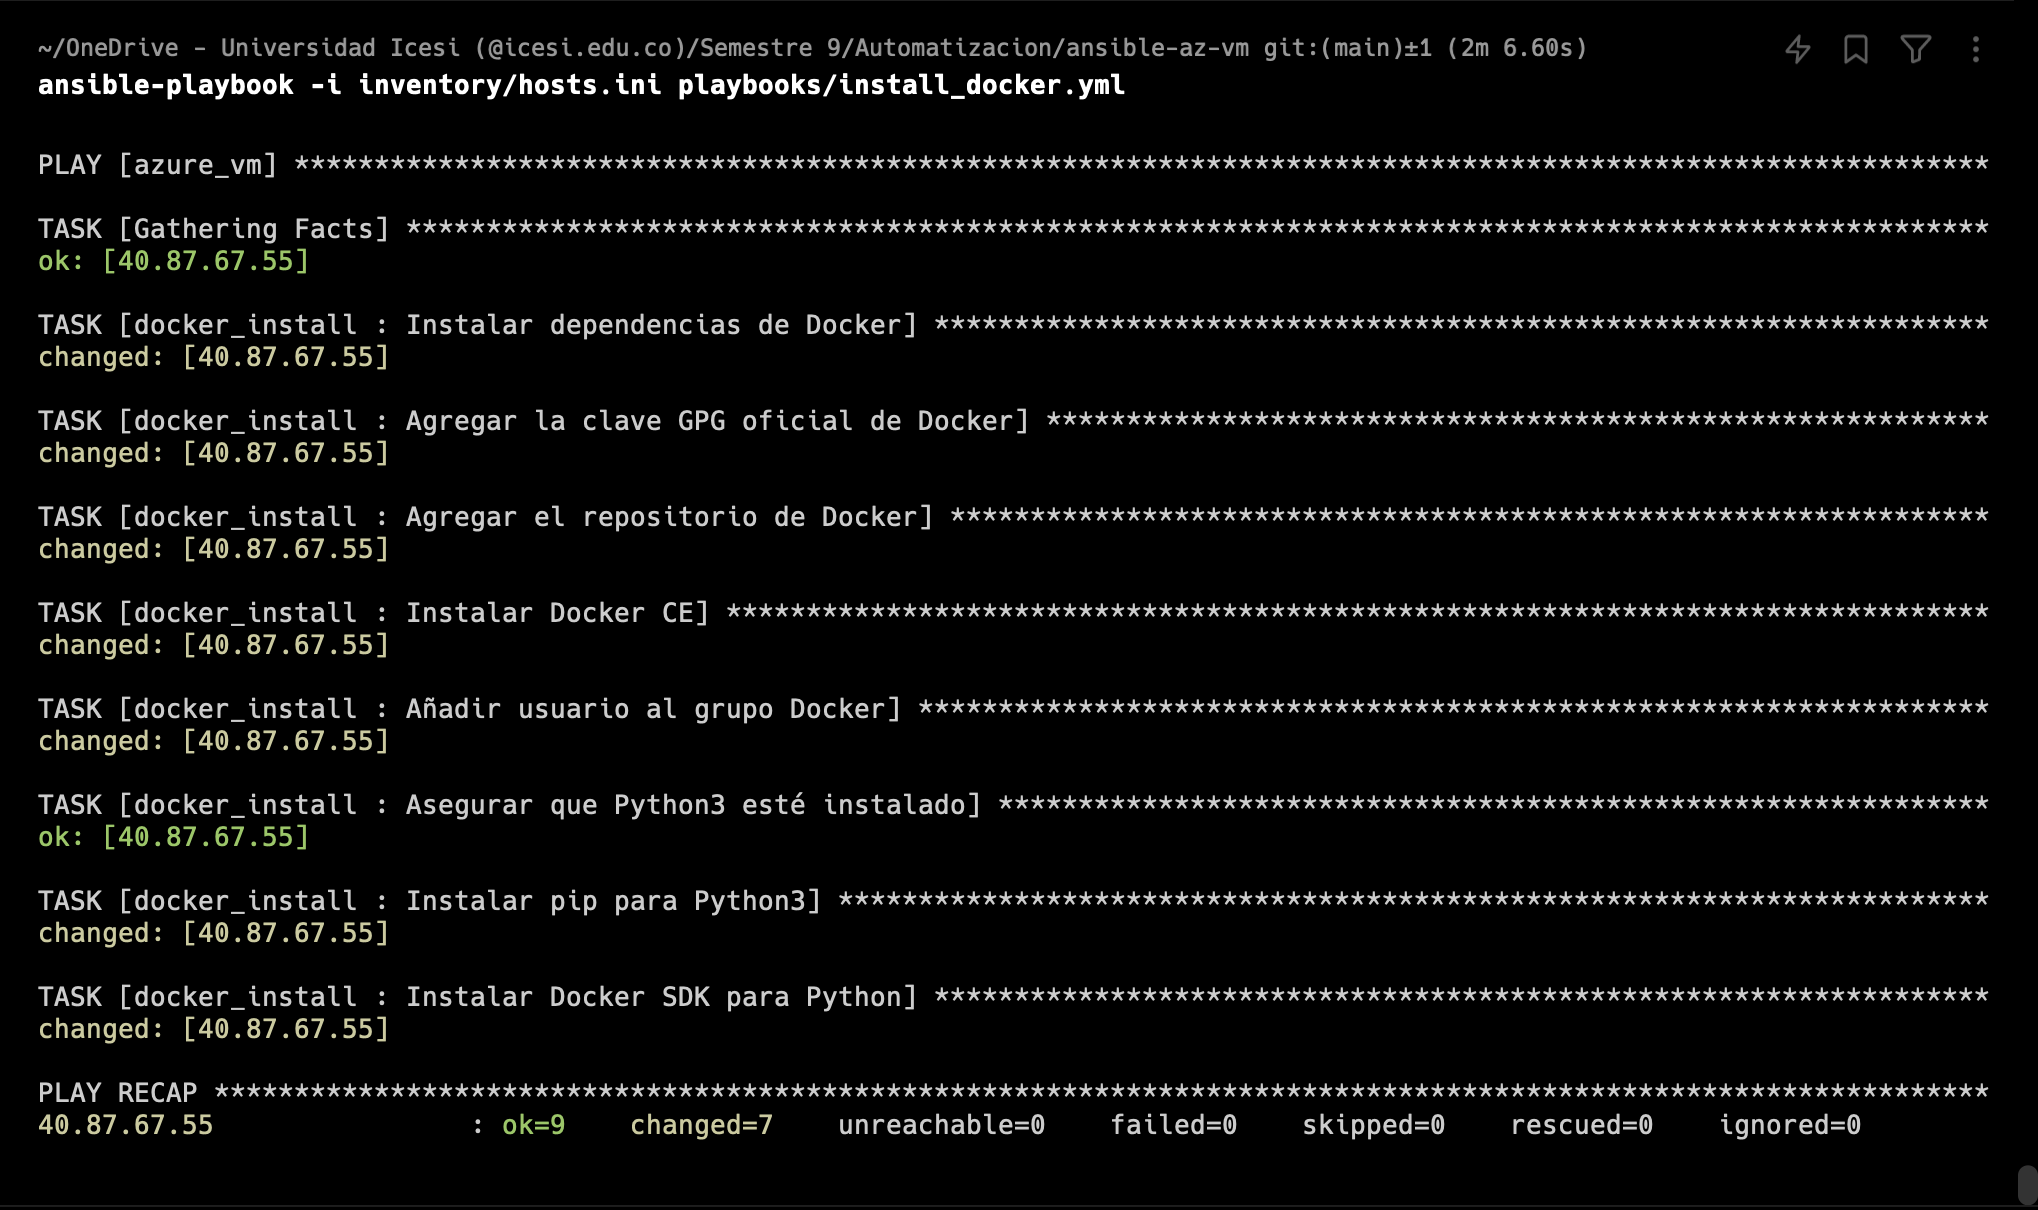 ~/OneDrive - Universidad Icesi (@icesi.edu.co)/Semestre 9/Automatizacion/ansible-az-vm git:(main)±1 (2m 6.60s)
ansible-playbook -i inventory/hosts.ini playbooks/install_docker.yml
PLAY [azure_vm] **********************************************************************************************************
TASK [Gathering Facts] ***************************************************************************************************
ok: [40.87.67.55]
TASK [docker_install : Instalar dependencias de Docker] ******************************************************************
changed: [40.87.67.55]
TASK [docker_install : Agregar la clave GPG oficial de Docker] ***********************************************************
changed: [40.87.67.55]
TASK [docker_install : Agregar el repositorio de Docker] *****************************************************************
changed: [40.87.67.55]
TASK [docker_install : Instalar Docker CE] *******************************************************************************
changed: [40.87.67.55]
TASK [docker_install : Añadir usuario al grupo Docker] *******************************************************************
changed: [40.87.67.55]
TASK [docker_install : Asegurar que Python3 esté instalado] **************************************************************
ok: [40.87.67.55]
TASK [docker_install : Instalar pip para Python3] ************************************************************************
changed: [40.87.67.55]
TASK [docker_install : Instalar Docker SDK para Python] ******************************************************************
changed: [40.87.67.55]
PLAY RECAP ***************************************************************************************************************
40.87.67.55                : ok=9    changed=7    unreachable=0    failed=0    skipped=0    rescued=0    ignored=0